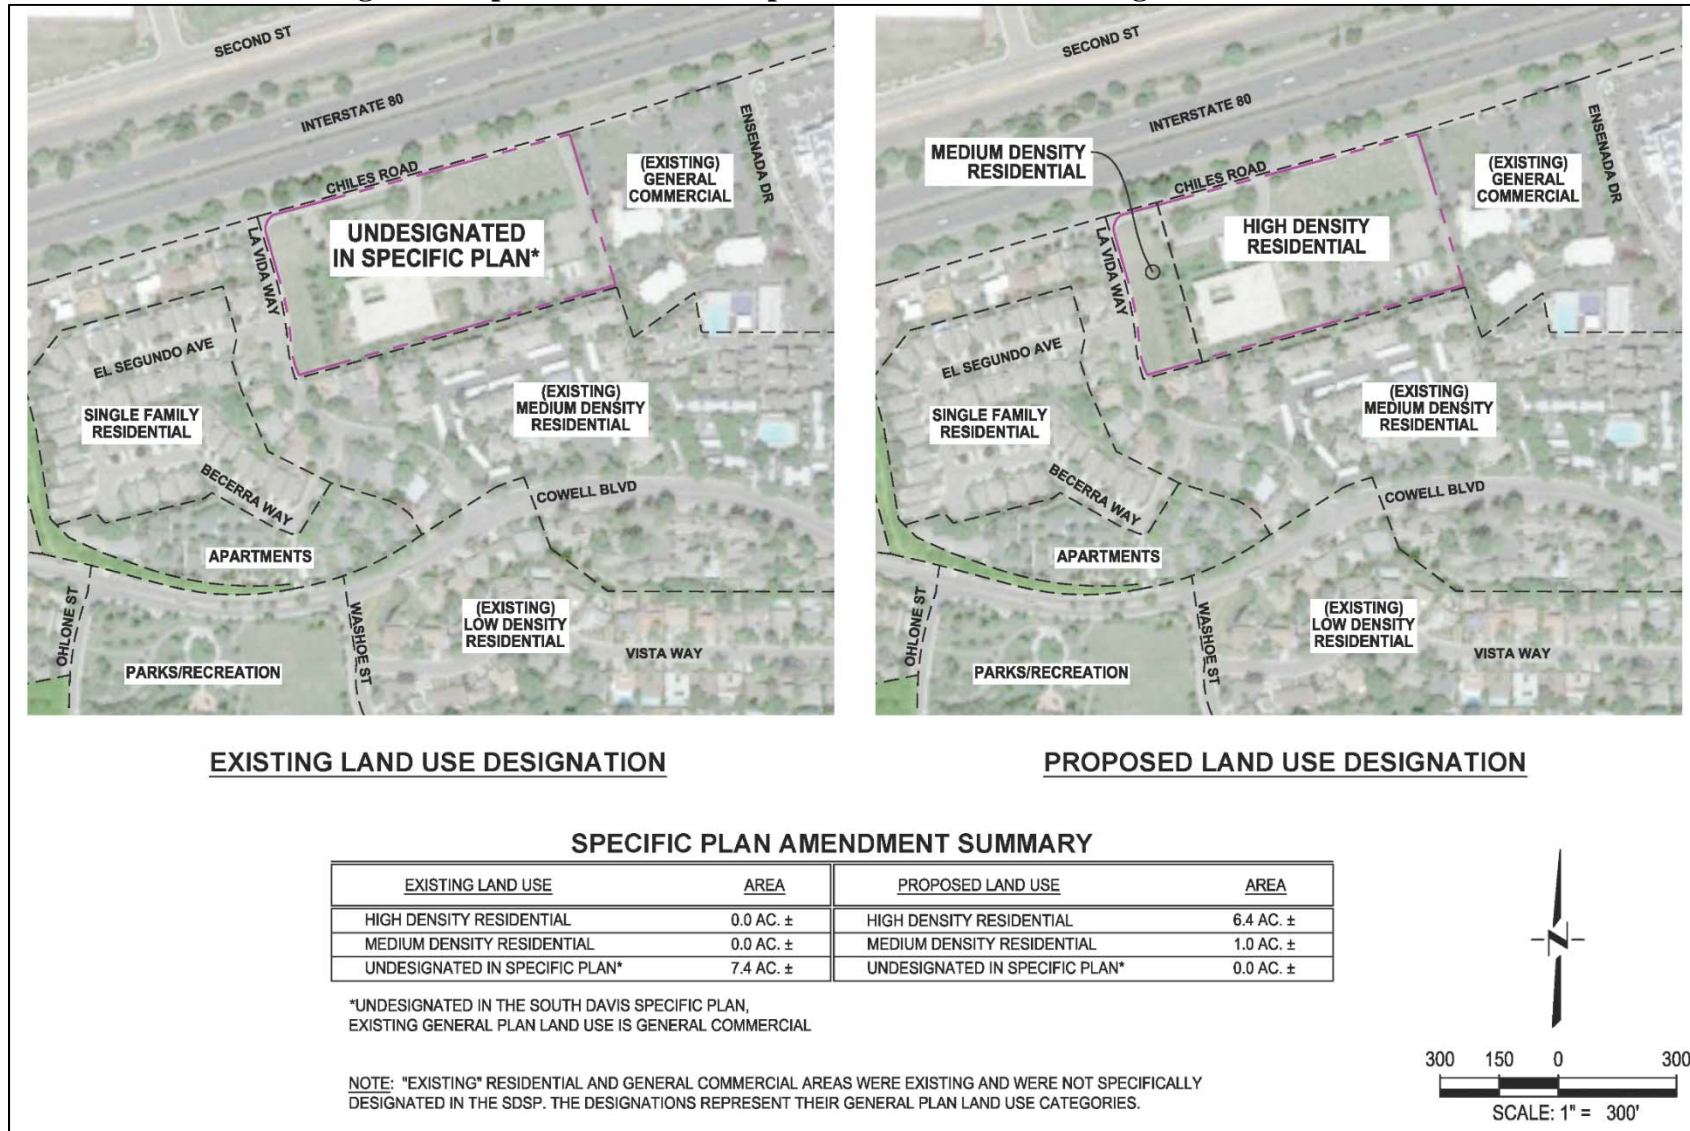 SECOND ST
INTERSTATE 80
CHILES ROAD
ENSENADA DR
(EXISTING)
GENERAL
COMMERCIAL
UNDESIGNATED
IN SPECIFIC PLAN*
LA VIDA WAY
EL SEGUNDO AVE
(EXISTING)
MEDIUM DENSITY
RESIDENTIAL
SINGLE FAMILY
RESIDENTIAL
BECERRA WAY
COWELL BLVD
APARTMENTS
OHLONE ST
WASHOE ST
(EXISTING)
LOW DENSITY
RESIDENTIAL
VISTA WAY
PARKS/RECREATION
SECOND ST
INTERSTATE 80
MEDIUM DENSITY
RESIDENTIAL
CHILES ROAD
ENSENADA DR
(EXISTING)
GENERAL
COMMERCIAL
HIGH DENSITY
RESIDENTIAL
LA VIDA WAY
EL SEGUNDO AVE
(EXISTING)
MEDIUM DENSITY
RESIDENTIAL
SINGLE FAMILY
RESIDENTIAL
BECERRA WAY
COWELL BLVD
APARTMENTS
OHLONE ST
WASHOE ST
(EXISTING)
LOW DENSITY
RESIDENTIAL
VISTA WAY
PARKS/RECREATION
EXISTING LAND USE DESIGNATION
PROPOSED LAND USE DESIGNATION
SPECIFIC PLAN AMENDMENT SUMMARY
EXISTING LAND USE AREA PROPOSED LAND USE AREA
HIGH DENSITY RESIDENTIAL 0.0 AC. ± HIGH DENSITY RESIDENTIAL 6.4 AC. ±
MEDIUM DENSITY RESIDENTIAL 0.0 AC. ± MEDIUM DENSITY RESIDENTIAL 1.0 AC. ±
UNDESIGNATED IN SPECIFIC PLAN* 7.4 AC. ± UNDESIGNATED IN SPECIFIC PLAN* 0.0 AC. ±
*UNDESIGNATED IN THE SOUTH DAVIS SPECIFIC PLAN,
EXISTING GENERAL PLAN LAND USE IS GENERAL COMMERCIAL
NOTE: "EXISTING" RESIDENTIAL AND GENERAL COMMERCIAL AREAS WERE EXISTING AND WERE NOT SPECIFICALLY
DESIGNATED IN THE SDSP. THE DESIGNATIONS REPRESENT THEIR GENERAL PLAN LAND USE CATEGORIES.
N
300 150 0 300
SCALE: 1" = 300'